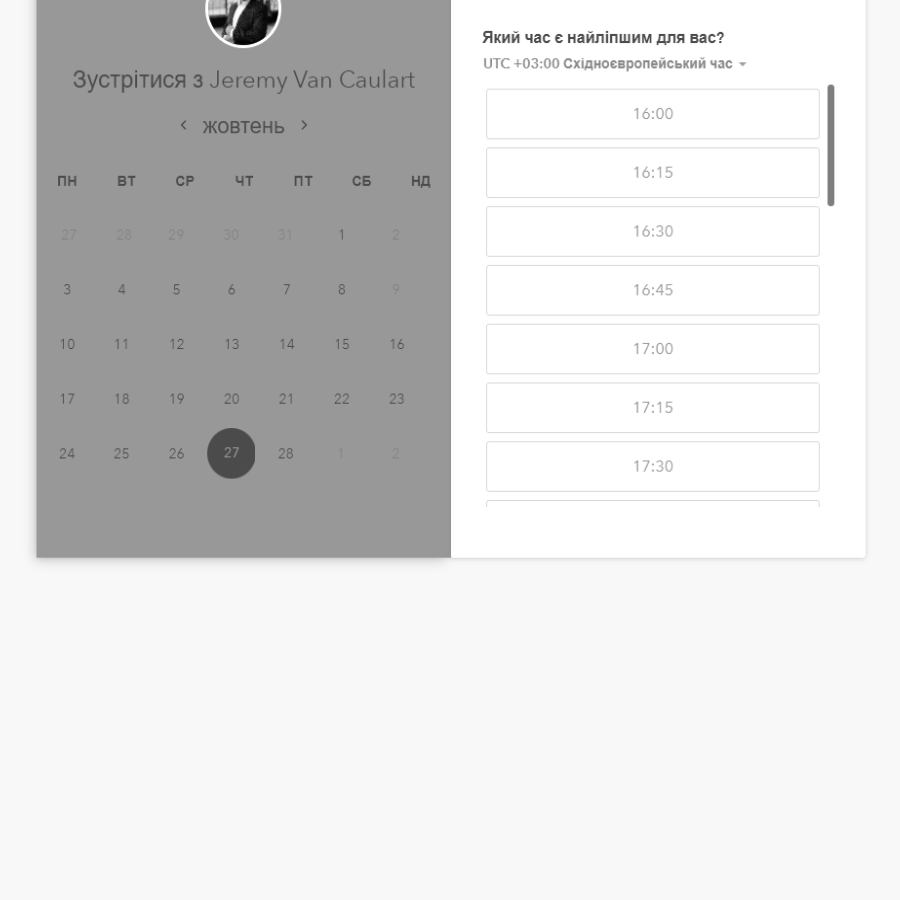 Зустрітися з Jeremy Van Caulart
жовтень
ПН ВТ СР ЧТ ПТ СБ НД
27 28 29 30 31 1 2
3 4 5 6 7 8 9
10 11 12 13 14 15 16
17 18 19 20 21 22 23
24 25 26 27 28 1 2
Який час є найліпшим для вас?
UTC +03:00 Східноєвропейський час
16:00
16:15
16:30
16:45
17:00
17:15
17:30